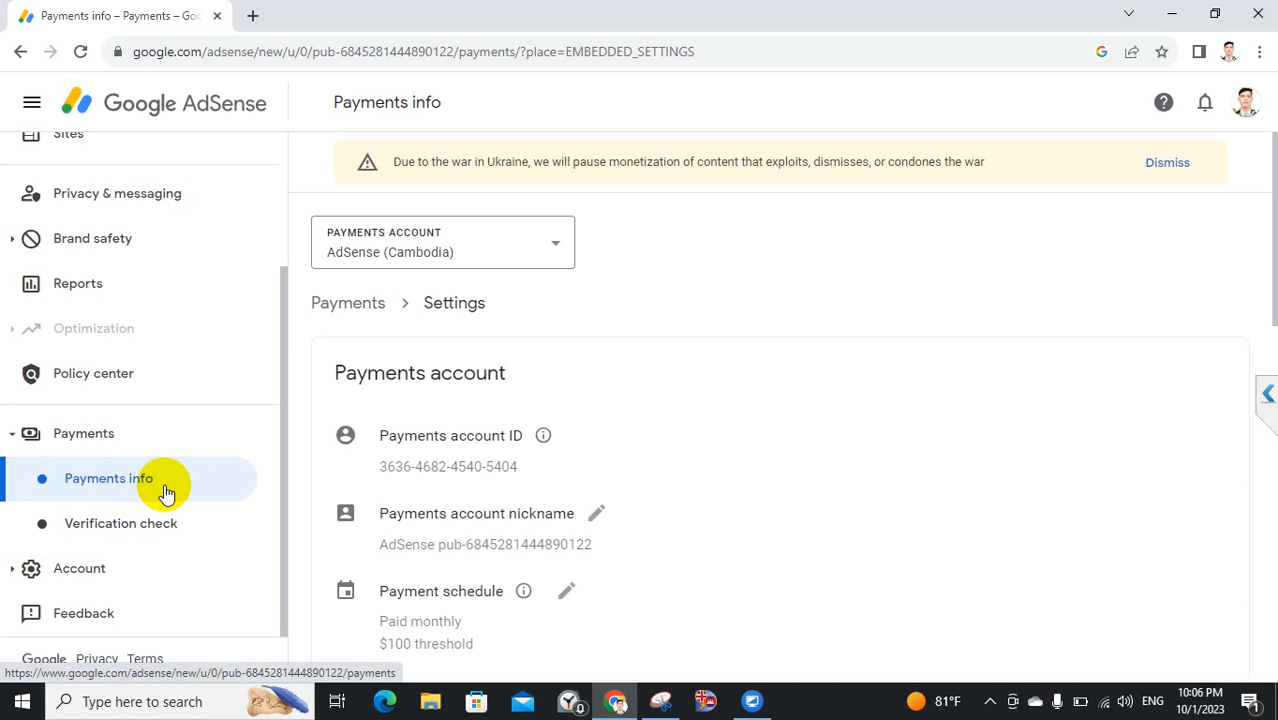 Payments info – Payments – Goo
google.com/adsense/new/u/0/pub-6845281444890122/payments/?place=EMBEDDED_SETTINGS
Google AdSense
Payments info
Sites
Due to the war in Ukraine, we will pause monetization of content that exploits, dismisses, or condones the war
Dismiss
Privacy & messaging
Brand safety
Reports
Optimization
Policy center
Payments
Payments info
Verification check
Account
Feedback
Google Privacy Terms
PAYMENTS ACCOUNT
AdSense (Cambodia)
Payments > Settings
Payments account
Payments account ID
3636-4682-4540-5404
Payments account nickname
AdSense pub-6845281444890122
Payment schedule
Paid monthly
$100 threshold
https://www.google.com/adsense/new/u/0/pub-6845281444890122/payments
Type here to search
0
81°F
ENG
10:06 PM
10/1/2023
1